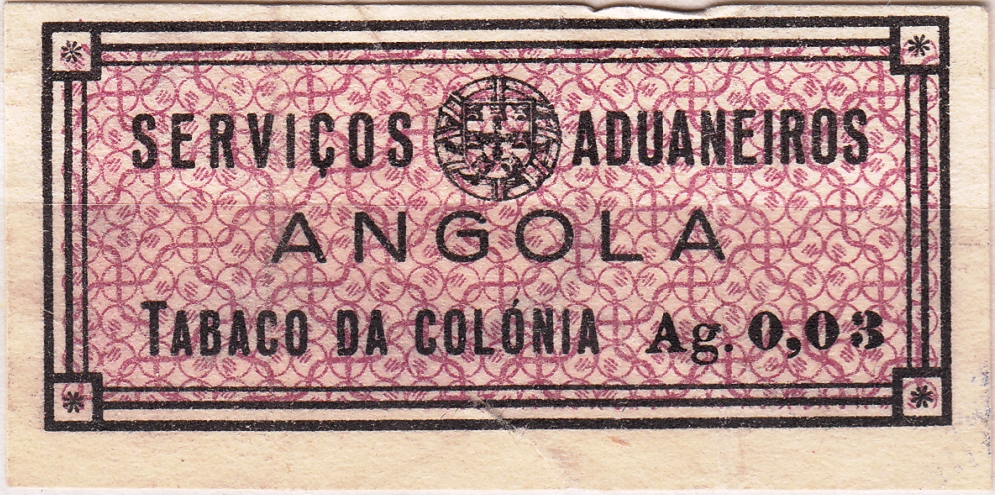 SERVIÇOS ADUANEIROS
ANGOLA
TABACO DA COLÓNIA Ag. 0,03